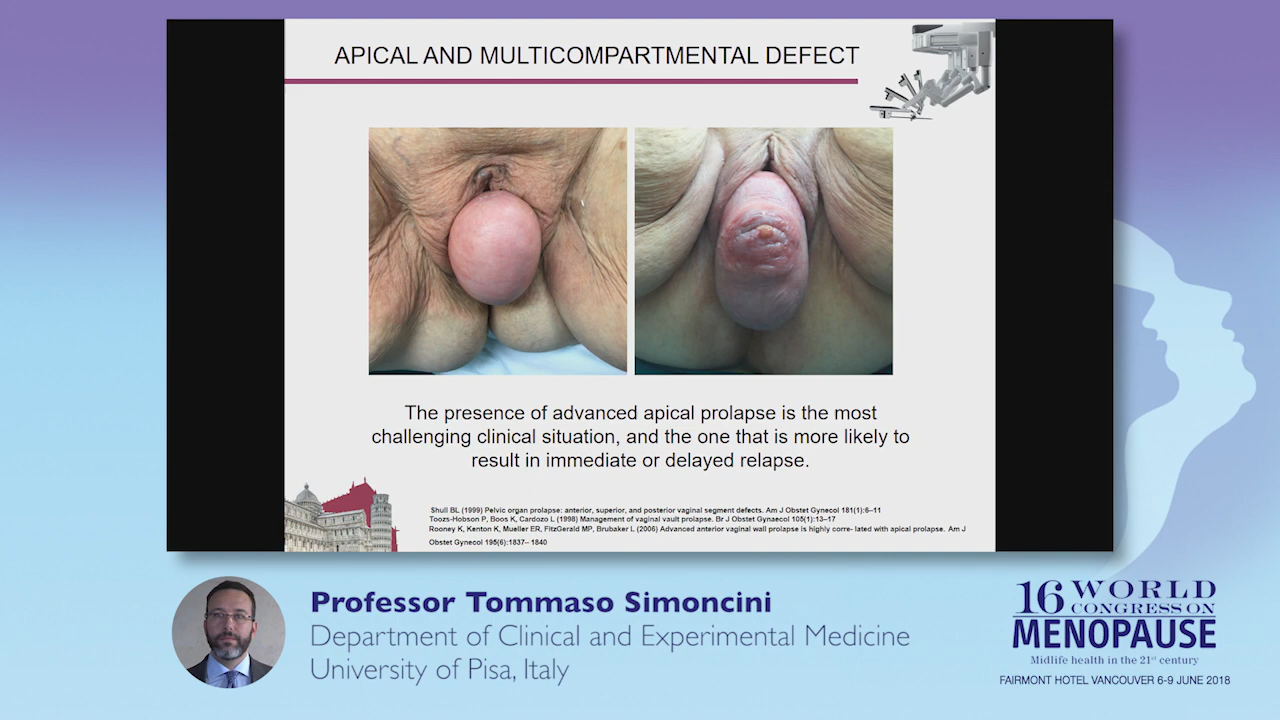 APICAL AND MULTICOMPARTMENTAL DEFECT
The presence of advanced apical prolapse is the most
challenging clinical situation, and the one that is more likely to
result in immediate or delayed relapse.
Shull BL (1999) Pelvic organ prolapse: anterior, superior, and posterior vaginal segment defects. Am J Obstet Gynecol 181(1):6–11
Toozs-Hobson P, Boos K, Cardozo L (1998) Management of vaginal vault prolapse. Br J Obstet Gynaecol 105(1):13–17
Rooney K, Kenton K, Mueller ER, FitzGerald MP, Brubaker L (2006) Advanced anterior vaginal wall prolapse is highly corre- lated with apical prolapse. Am J
Obstet Gynecol 195(6):1837– 1840
Professor Tommaso Simoncini
Department of Clinical and Experimental Medicine
University of Pisa, Italy
16 WORLD
CONGRESS ON
MENOPAUSE
Midlife health in the 21st century
FAIRMONT HOTEL VANCOUVER 6-9 JUNE 2018